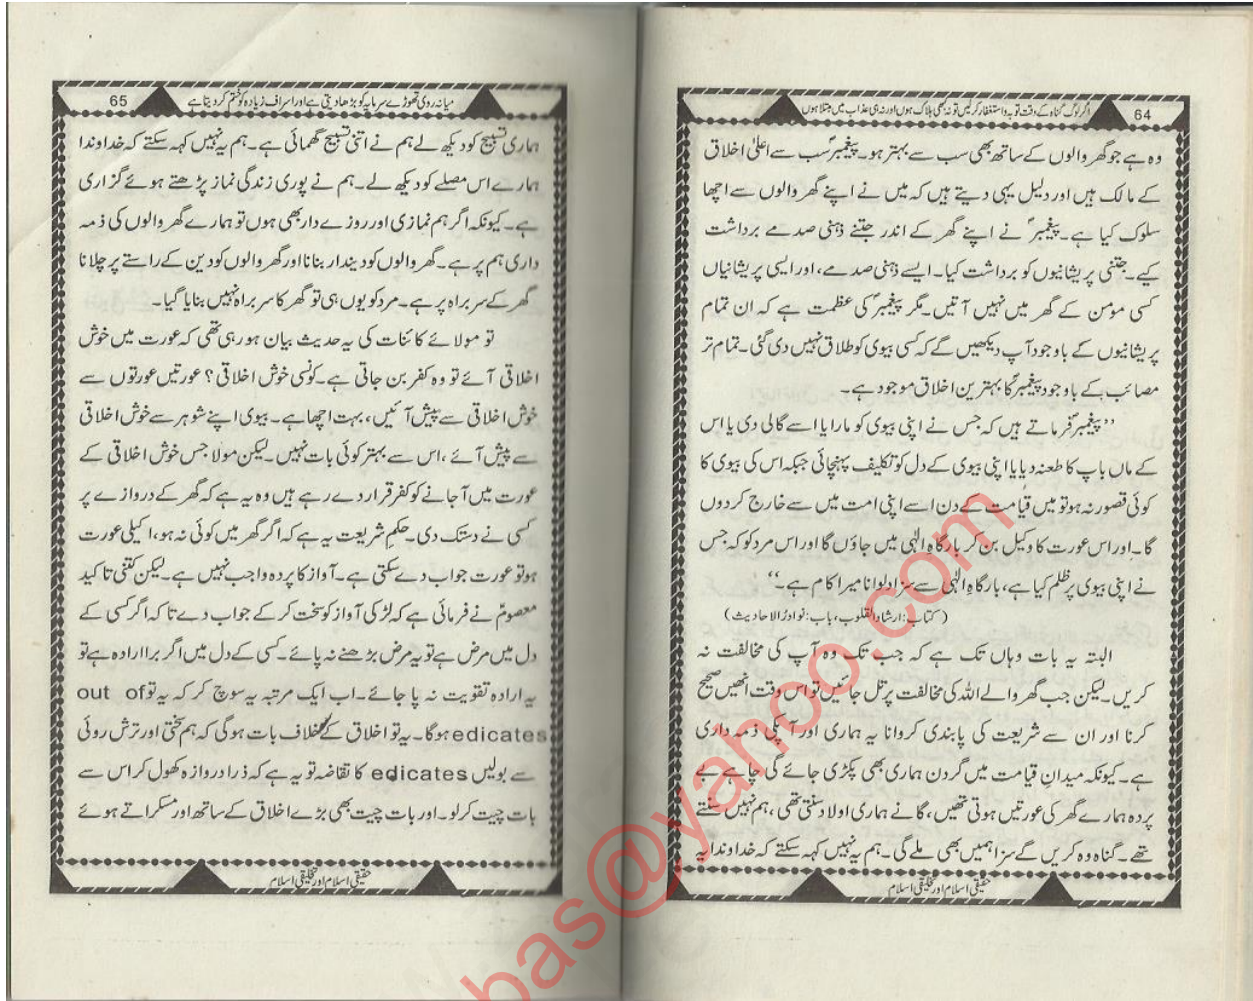 64
اگر لوگ گناہ کے وقت توبہ و استغفار کر لیں تو نہ کبھی ہلاک ہوں اور نہ ہی عذاب میں مبتلا ہوں
وہ ہے جو گھر والوں کے ساتھ بھی سب سے بہتر ہو۔ پیغمبرؐ سب سے اعلیٰ اخلاق
کے مالک ہیں اور دلیل یہی دیتے ہیں کہ میں نے اپنے گھر والوں سے اچھا
سلوک کیا ہے۔ پیغمبرؐ نے اپنے گھر کے اندر جتنے ذہنی صدمے برداشت
کیے۔ جتنی پریشانیوں کو برداشت کیا۔ ایسے ذہنی صدمے، اور ایسی پریشانیاں
کسی مومن کے گھر میں نہیں آتیں۔ مگر پیغمبرؐ کی عظمت ہے کہ ان تمام
پریشانیوں کے باوجود آپ دیکھیں گے کہ کسی بیوی کو طلاق نہیں دی گئی۔ تمام تر
مصائب کے باوجود پیغمبرؐ کا بہترین اخلاق موجود ہے۔
’’پیغمبرؐ فرماتے ہیں کہ جس نے اپنی بیوی کو مارا یا اسے گالی دی یا اس
کے ماں باپ کا طعنہ دیا یا اپنی بیوی کے دل کو تکلیف پہنچائی جبکہ اس کی بیوی کا
کوئی قصور نہ ہو تو میں قیامت کے دن اسے اپنی امت میں سے خارج کر دوں
گا۔ اور اس عورت کا وکیل بن کر بارگاہِ الٰہی میں جاؤں گا اور اس مرد کو کہ جس
نے اپنی بیوی پر ظلم کیا ہے، بارگاہِ الٰہی سے سزا دلوانا میرا کام ہے۔‘‘
(کتاب: ارشاد القلوب، باب: نوادر الاحادیث)
البتہ یہ بات وہاں تک ہے کہ جب تک وہ آپ کی مخالفت نہ
کریں۔ لیکن جب گھر والے اللہ کی مخالفت پر تل جائیں تو اس وقت انھیں صحیح
کرنا اور ان سے شریعت کی پابندی کروانا یہ ہماری اور آپکی ذمہ داری
ہے۔ کیونکہ میدانِ قیامت میں گردن ہماری بھی پکڑی جائے گی چاہے بے
پردہ ہمارے گھر کی عورتیں ہوتی تھیں، گانے ہماری اولاد سنتی تھی، ہم نہیں سنتے
تھے۔ گناہ وہ کریں گے سزا ہمیں بھی ملے گی۔ ہم یہ نہیں کہہ سکتے کہ خداوندا یہ
حقیقی اسلام اور تخلیقی اسلام
65
میانہ روی تھوڑے سرمایہ کو بڑھا دیتی ہے اور اسراف زیادہ کو ختم کر دیتا ہے
ہماری تسبیح کو دیکھ لے ہم نے اتنی تسبیح گھمائی ہے۔ ہم یہ نہیں کہہ سکتے کہ خداوندا
ہمارے اس مصلے کو دیکھ لے۔ ہم نے پوری زندگی نماز پڑھتے ہوئے گزاری
ہے۔ کیونکہ اگر ہم نمازی اور روزے دار بھی ہوں تو ہمارے گھر والوں کی ذمہ
داری ہم پر ہے۔ گھر والوں کو دیندار بنانا اور گھر والوں کو دین کے راستے پر چلانا
گھر کے سربراہ پر ہے۔ مرد کو یوں ہی تو گھر کا سربراہ نہیں بنایا گیا۔
تو مولائے کائنات کی یہ حدیث بیان ہو رہی تھی کہ عورت میں خوش
اخلاقی آئے تو وہ کفر بن جاتی ہے۔ کونسی خوش اخلاقی؟ عورتیں عورتوں سے
خوش اخلاقی سے پیش آئیں، بہت اچھا ہے۔ بیوی اپنے شوہر سے خوش اخلاقی
سے پیش آئے، اس سے بہتر کوئی بات نہیں۔ لیکن مولا جس خوش اخلاقی کے
عورت میں آ جانے کو کفر قرار دے رہے ہیں وہ یہ ہے کہ گھر کے دروازے پر
کسی نے دستک دی۔ حکمِ شریعت یہ ہے کہ اگر گھر میں کوئی نہ ہو، اکیلی عورت
ہو تو عورت جواب دے سکتی ہے۔ آواز کا پردہ واجب نہیں ہے۔ لیکن کتنی تاکید
معصومؑ نے فرمائی ہے کہ لڑکی آواز کو سخت کر کے جواب دے تاکہ اگر کسی کے
دل میں مرض ہے تو یہ مرض بڑھنے نہ پائے۔ کسی کے دل میں اگر برا ارادہ ہے تو
یہ ارادہ تقویت نہ پا جائے۔ اب ایک مرتبہ یہ سوچ کر کہ یہ تو out of
edicates ہوگا۔ یہ تو اخلاق کے خلاف بات ہوگی کہ ہم سختی اور ترش روئی
سے بولیں edicates کا تقاضہ تو یہ ہے کہ ذرا دروازہ کھول کر اس سے
بات چیت کر لو۔ اور بات چیت بھی بڑے اخلاق کے ساتھ اور مسکراتے ہوئے
حقیقی اسلام اور تخلیقی اسلام
bas@yahoo.com